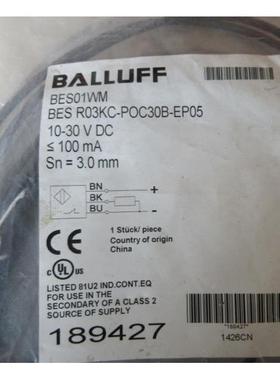 BALLUFF
BES01WM
BES R03KC-POC30B-EP05
10-30 V DC
≤ 100 mA
Sn = 3.0 mm
BN +
BK
BU -
CE
1 Stück/ piece
Country of origin
China
c UL US
LISTED 81U2 IND.CONT.EQ
FOR USE IN THE
SECONDARY OF A CLASS 2
SOURCE OF SUPPLY
189427
"189427"
1426CN